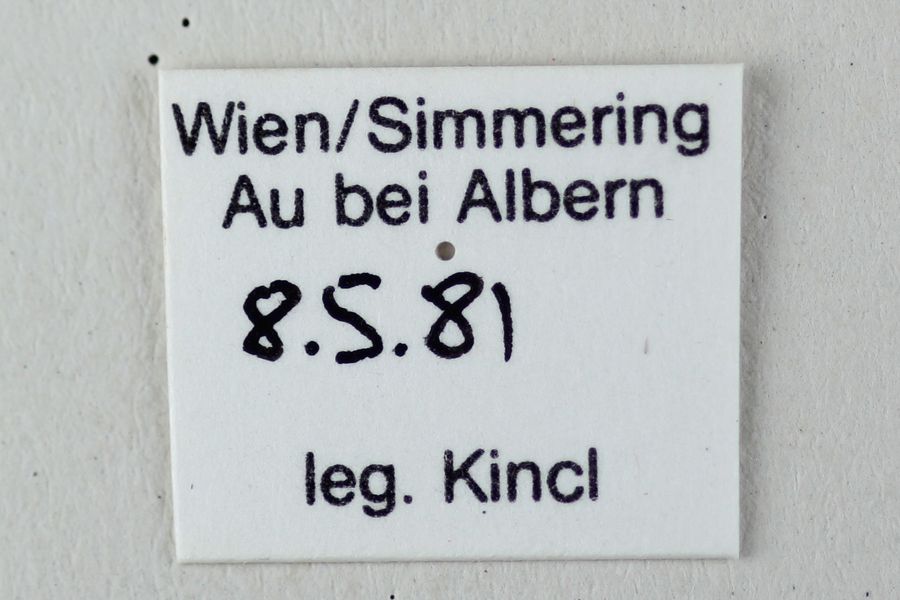 Wien/Simmering
Au bei Albern
8.5.81
leg. Kincl